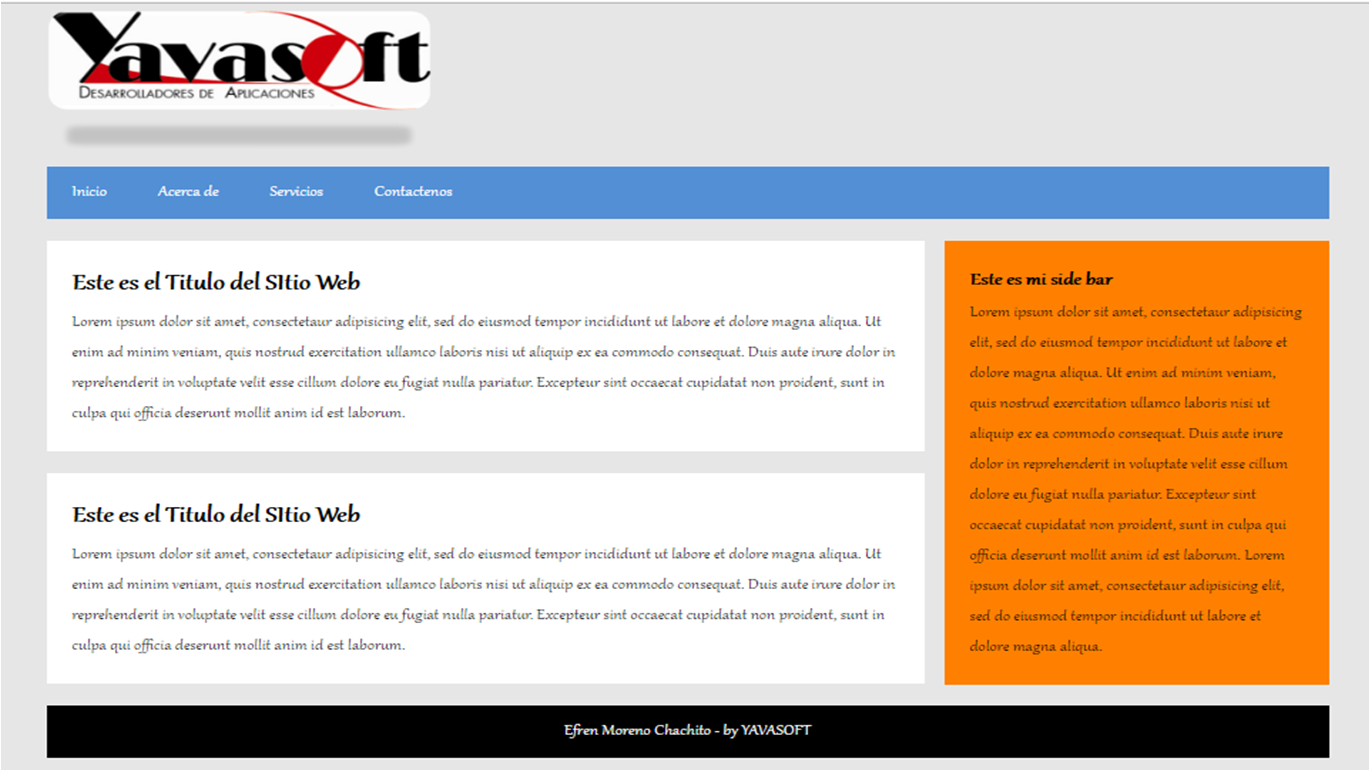 Yavasoft
DESARROLLADORES DE APLICACIONES
Inicio Acerca de Servicios Contactenos
Este es el Titulo del SItio Web
Lorem ipsum dolor sit amet, consectetaur adipisicing elit, sed do eiusmod tempor incididunt ut labore et dolore magna aliqua. Ut
enim ad minim veniam, quis nostrud exercitation ullamco laboris nisi ut aliquip ex ea commodo consequat. Duis aute irure dolor in
reprehenderit in voluptate velit esse cillum dolore eu fugiat nulla pariatur. Excepteur sint occaecat cupidatat non proident, sunt in
culpa qui officia deserunt mollit anim id est laborum.
Este es el Titulo del SItio Web
Lorem ipsum dolor sit amet, consectetaur adipisicing elit, sed do eiusmod tempor incididunt ut labore et dolore magna aliqua. Ut
enim ad minim veniam, quis nostrud exercitation ullamco laboris nisi ut aliquip ex ea commodo consequat. Duis aute irure dolor in
reprehenderit in voluptate velit esse cillum dolore eu fugiat nulla pariatur. Excepteur sint occaecat cupidatat non proident, sunt in
culpa qui officia deserunt mollit anim id est laborum.
Este es mi side bar
Lorem ipsum dolor sit amet, consectetaur adipisicing
elit, sed do eiusmod tempor incididunt ut labore et
dolore magna aliqua. Ut enim ad minim veniam,
quis nostrud exercitation ullamco laboris nisi ut
aliquip ex ea commodo consequat. Duis aute irure
dolor in reprehenderit in voluptate velit esse cillum
dolore eu fugiat nulla pariatur. Excepteur sint
occaecat cupidatat non proident, sunt in culpa qui
officia deserunt mollit anim id est laborum. Lorem
ipsum dolor sit amet, consectetaur adipisicing elit,
sed do eiusmod tempor incididunt ut labore et
dolore magna aliqua.
Efren Moreno Chachito - by YAVASOFT